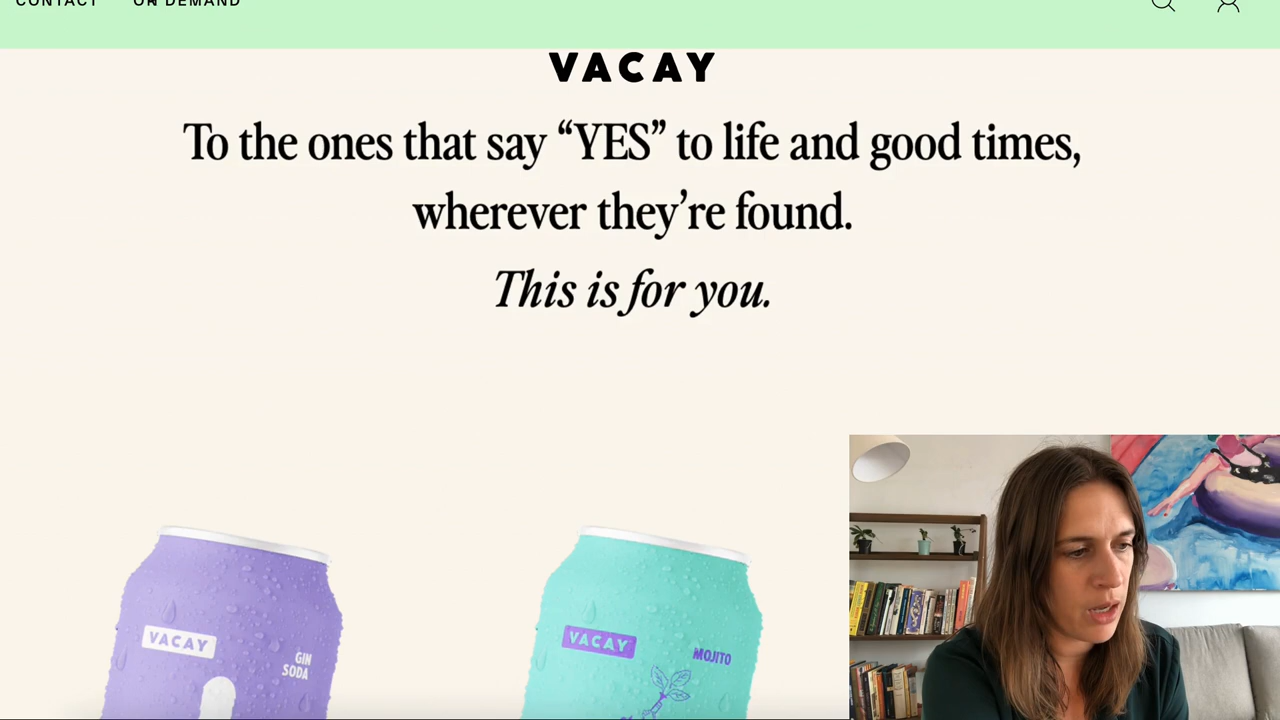 CONTACT
ON DEMAND
VACAY
To the ones that say “YES” to life and good times,
wherever they’re found.
This is for you.
VACAY
GIN
SODA
VACAY
MOJITO